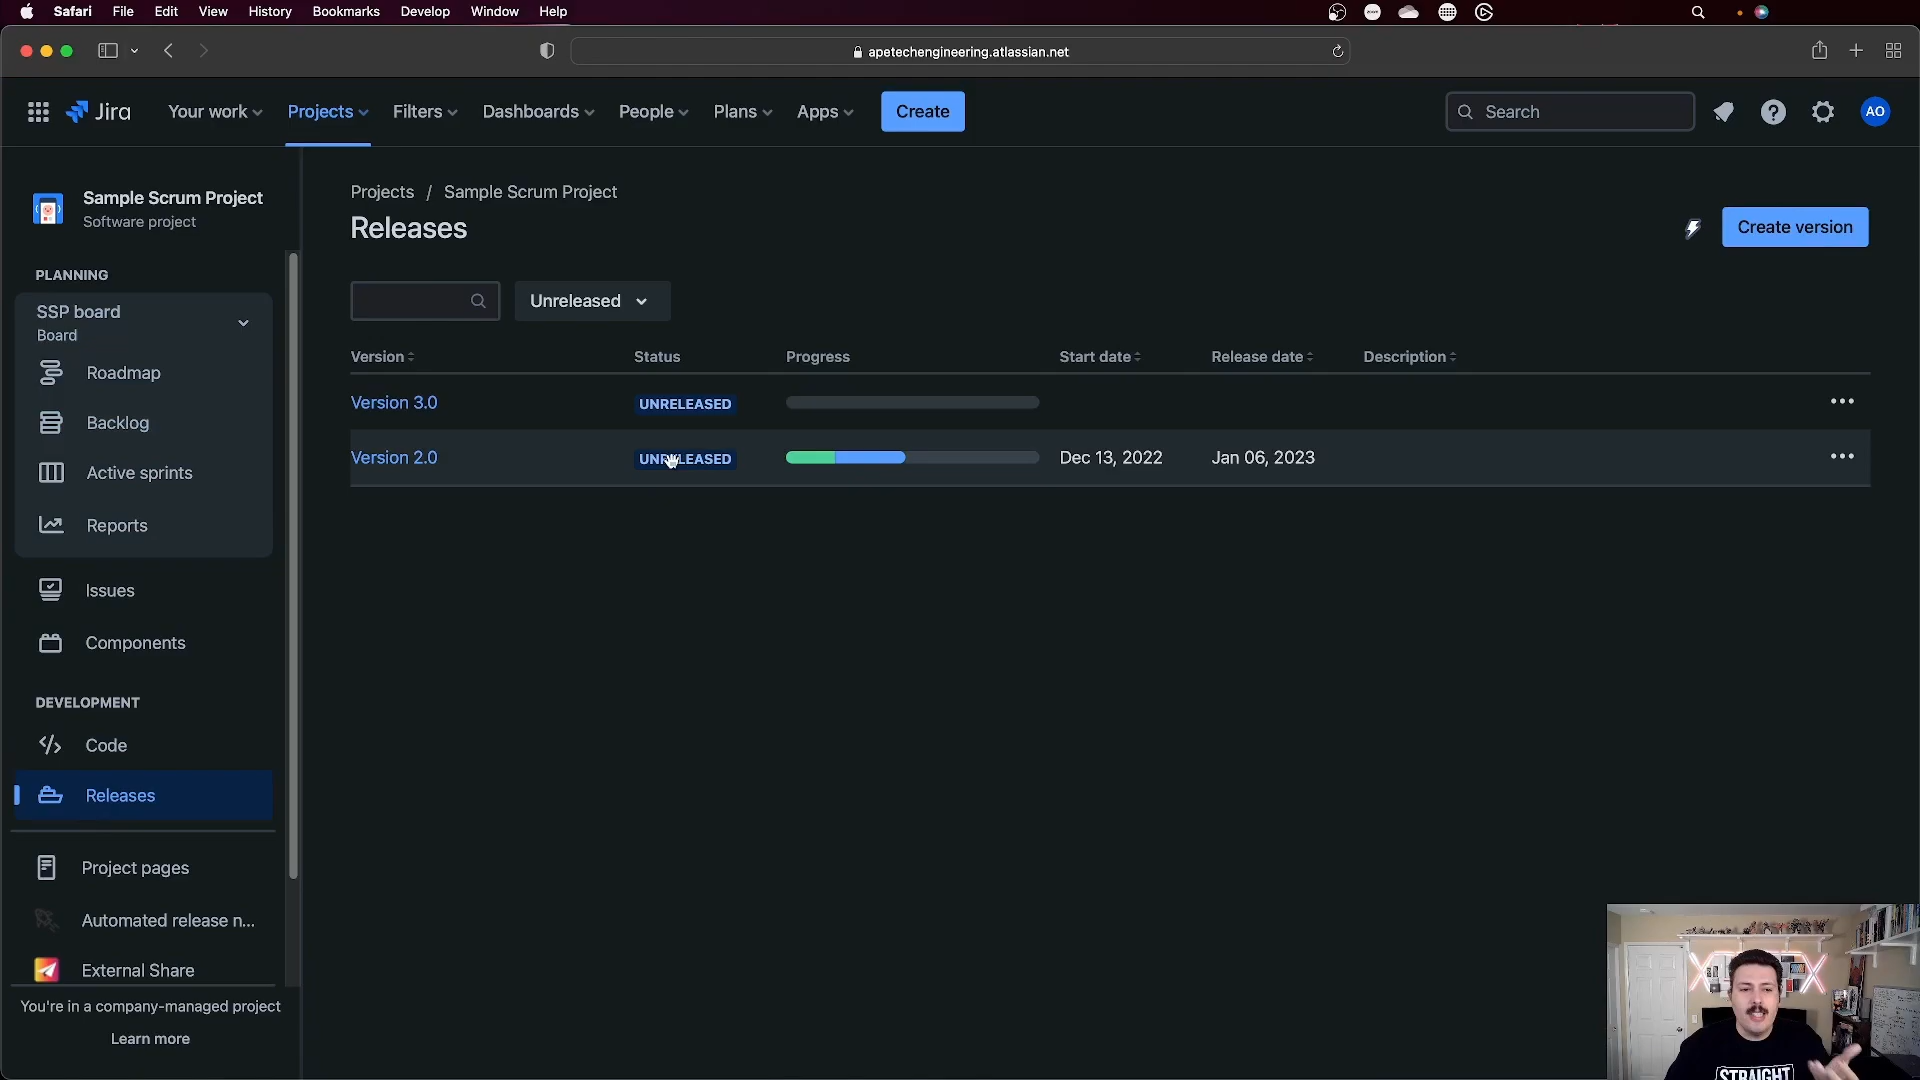 Safari File Edit View History Bookmarks Develop Window Help
apetechengineering.atlassian.net
Jira Your work Projects Filters Dashboards People Plans Apps Create Search AO
Sample Scrum Project
Software project
PLANNING
SSP board
Board
Roadmap
Backlog
Active sprints
Reports
Issues
Components
DEVELOPMENT
Code
Releases
Project pages
Automated release n...
External Share
You're in a company-managed project
Learn more
Projects / Sample Scrum Project
Releases
Create version
Unreleased
Version Status Progress Start date Release date Description
Version 3.0 UNRELEASED
Version 2.0 UNRELEASED Dec 13, 2022 Jan 06, 2023
STRAIGHT